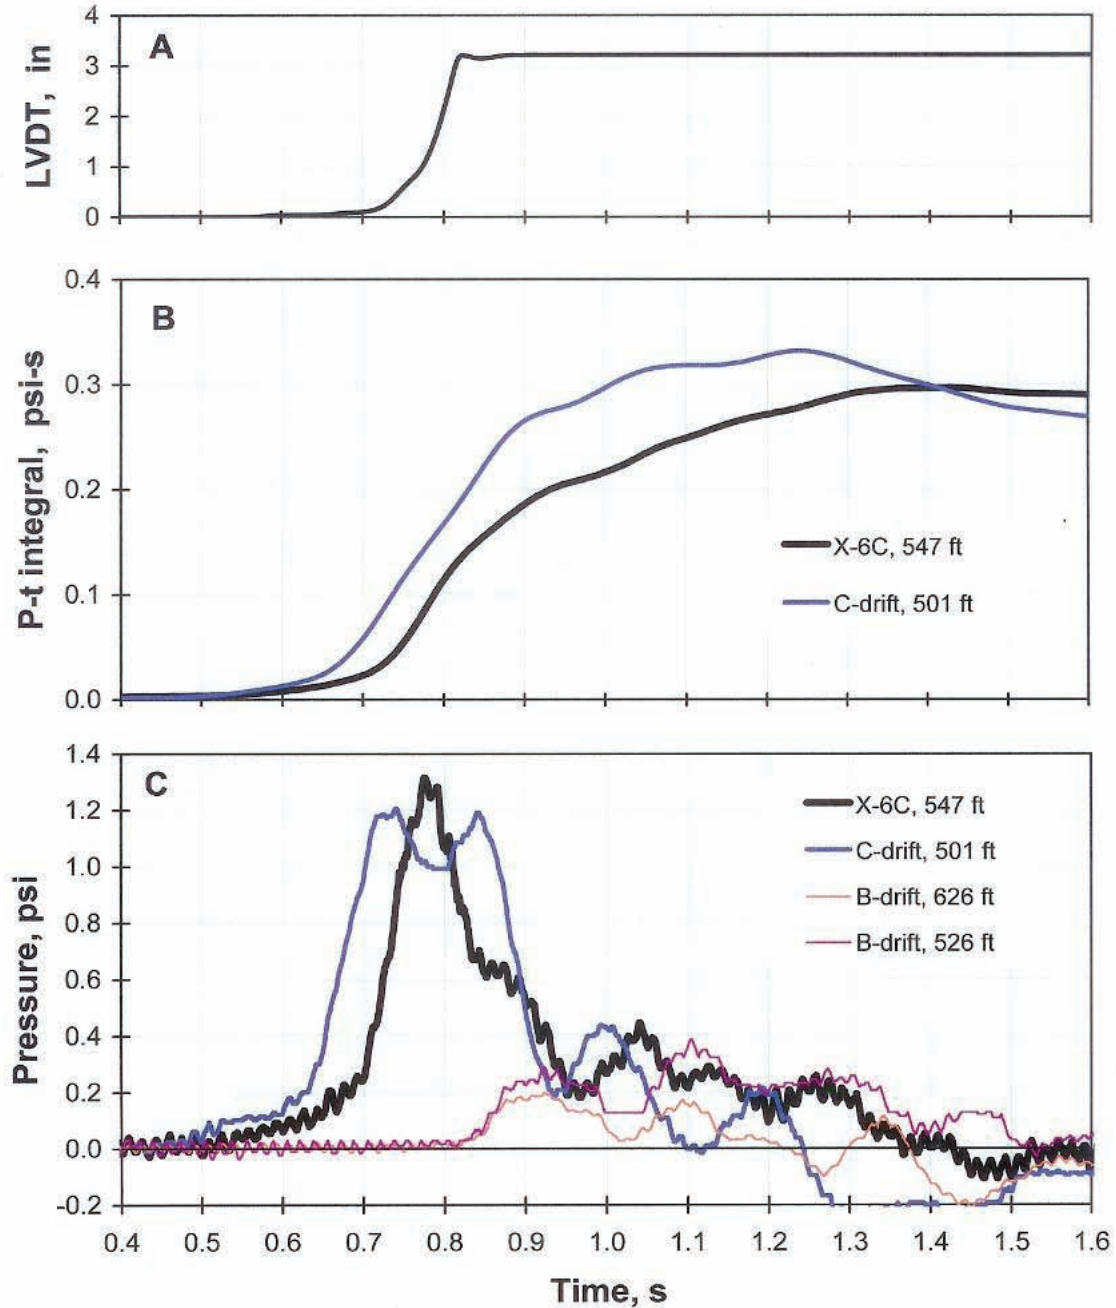 A
LVDT, in
4
3
2
1
0
B
P-t integral, psi-s
0.4
0.3
0.2
0.1
0.0
X-6C, 547 ft
C-drift, 501 ft
C
Pressure, psi
1.4
1.2
1.0
0.8
0.6
0.4
0.2
0.0
-0.2
X-6C, 547 ft
C-drift, 501 ft
B-drift, 626 ft
B-drift, 526 ft
0.4 0.5 0.6 0.7 0.8 0.9 1.0 1.1 1.2 1.3 1.4 1.5 1.6
Time, s